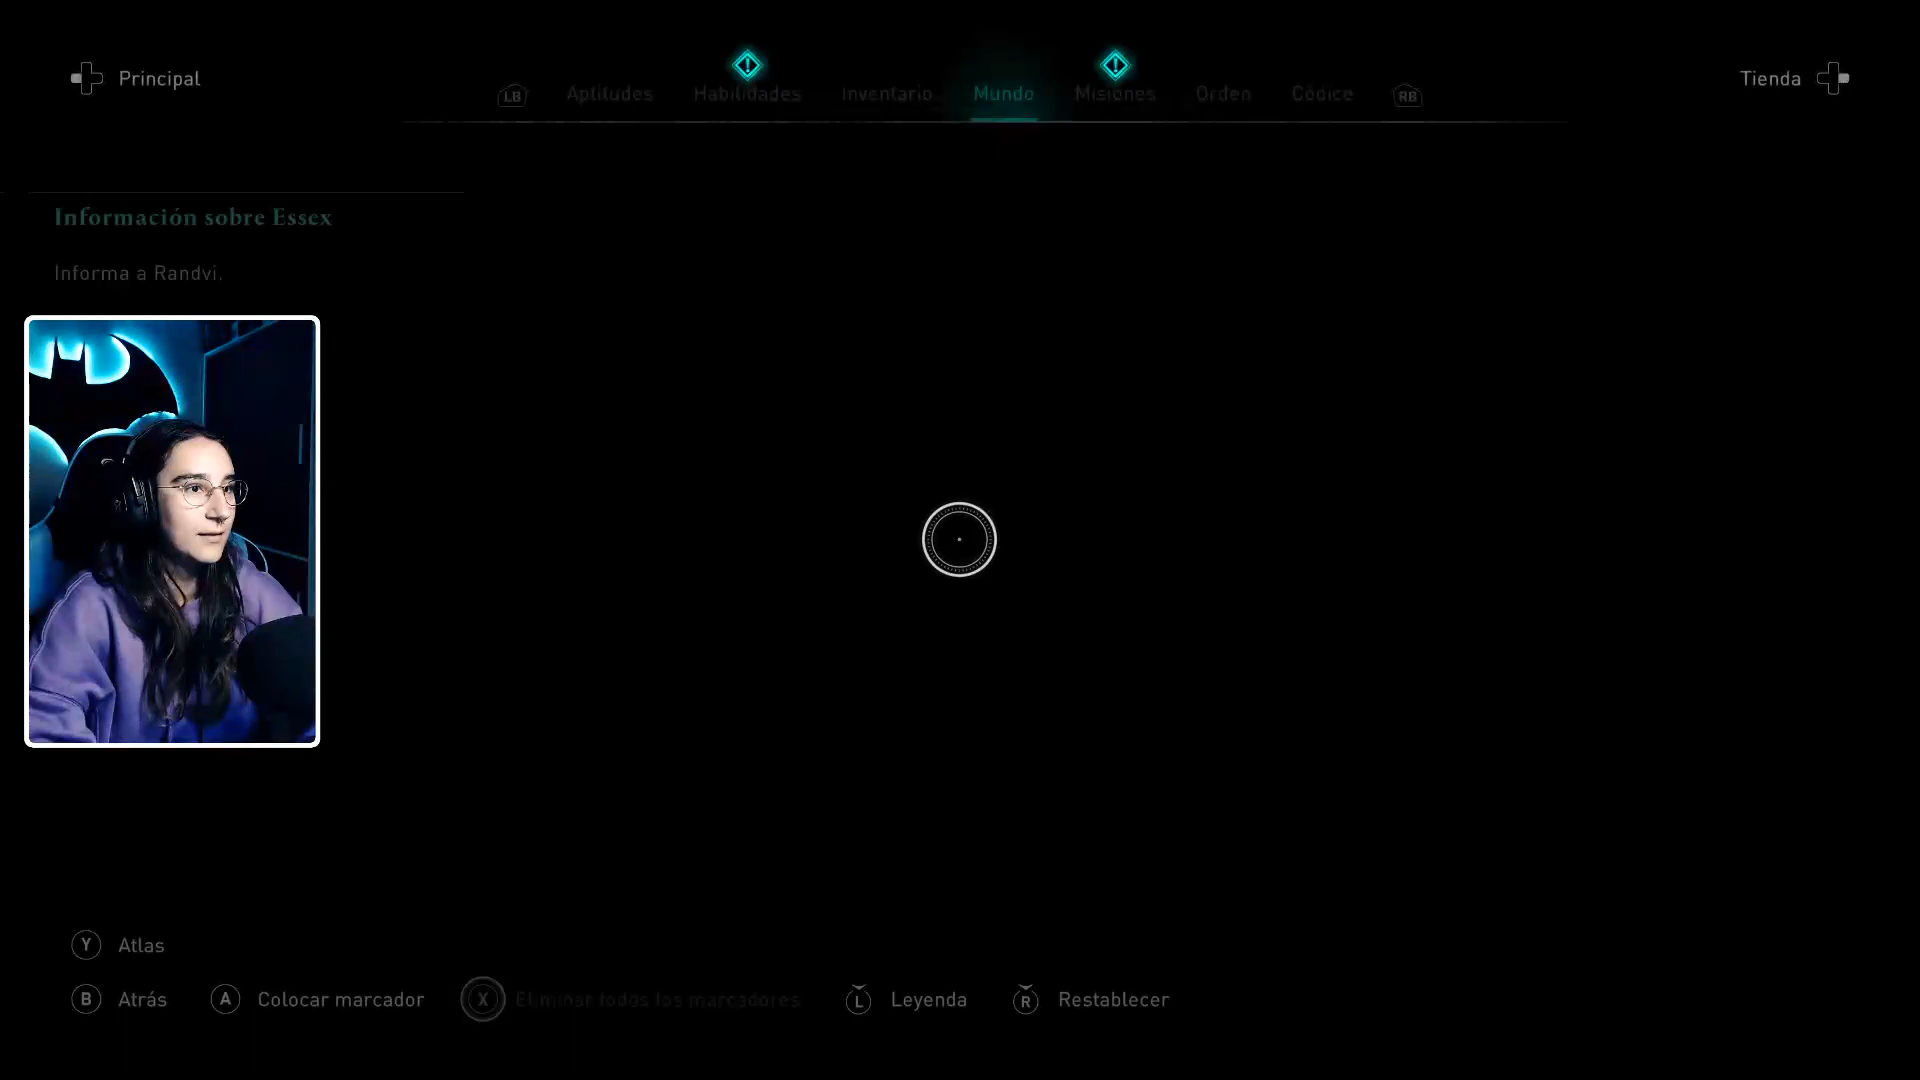 Principal
LB Aptitudes Habilidades Inventario Mundo Misiones Orden Códice RB
Tienda
Información sobre Essex
Informa a Randvi.
Y Atlas
B Atrás A Colocar marcador X Eliminar todos los marcadores L Leyenda R Restablecer